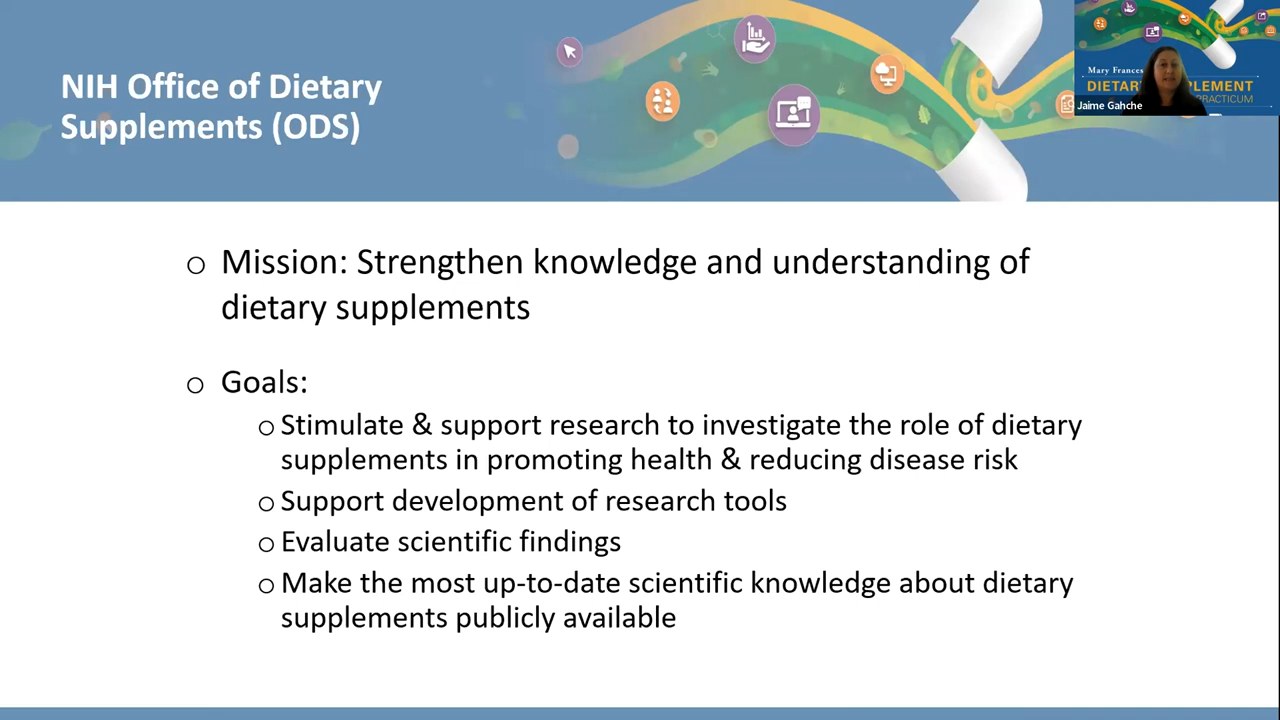 NIH Office of Dietary
Supplements (ODS)
Mary Frances
DIETARY SUPPLEMENT
PRACTICUM
Jaime Gahche
o Mission: Strengthen knowledge and understanding of
dietary supplements
o Goals:
o Stimulate & support research to investigate the role of dietary
supplements in promoting health & reducing disease risk
o Support development of research tools
o Evaluate scientific findings
o Make the most up-to-date scientific knowledge about dietary
supplements publicly available